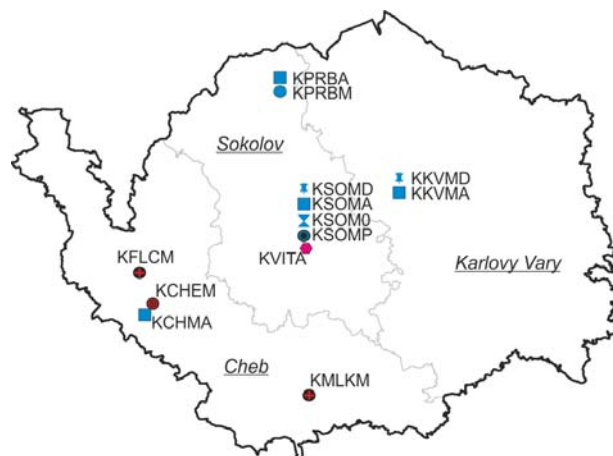 KPRBA
KPRBM
Sokolov
KSOMD
KSOMA
KSOM0
KSOMP
KVITA
KKVMD
KKVMA
Karlovy Vary
KFLCM
KCHEM
KCHMA
Cheb
KMLKM